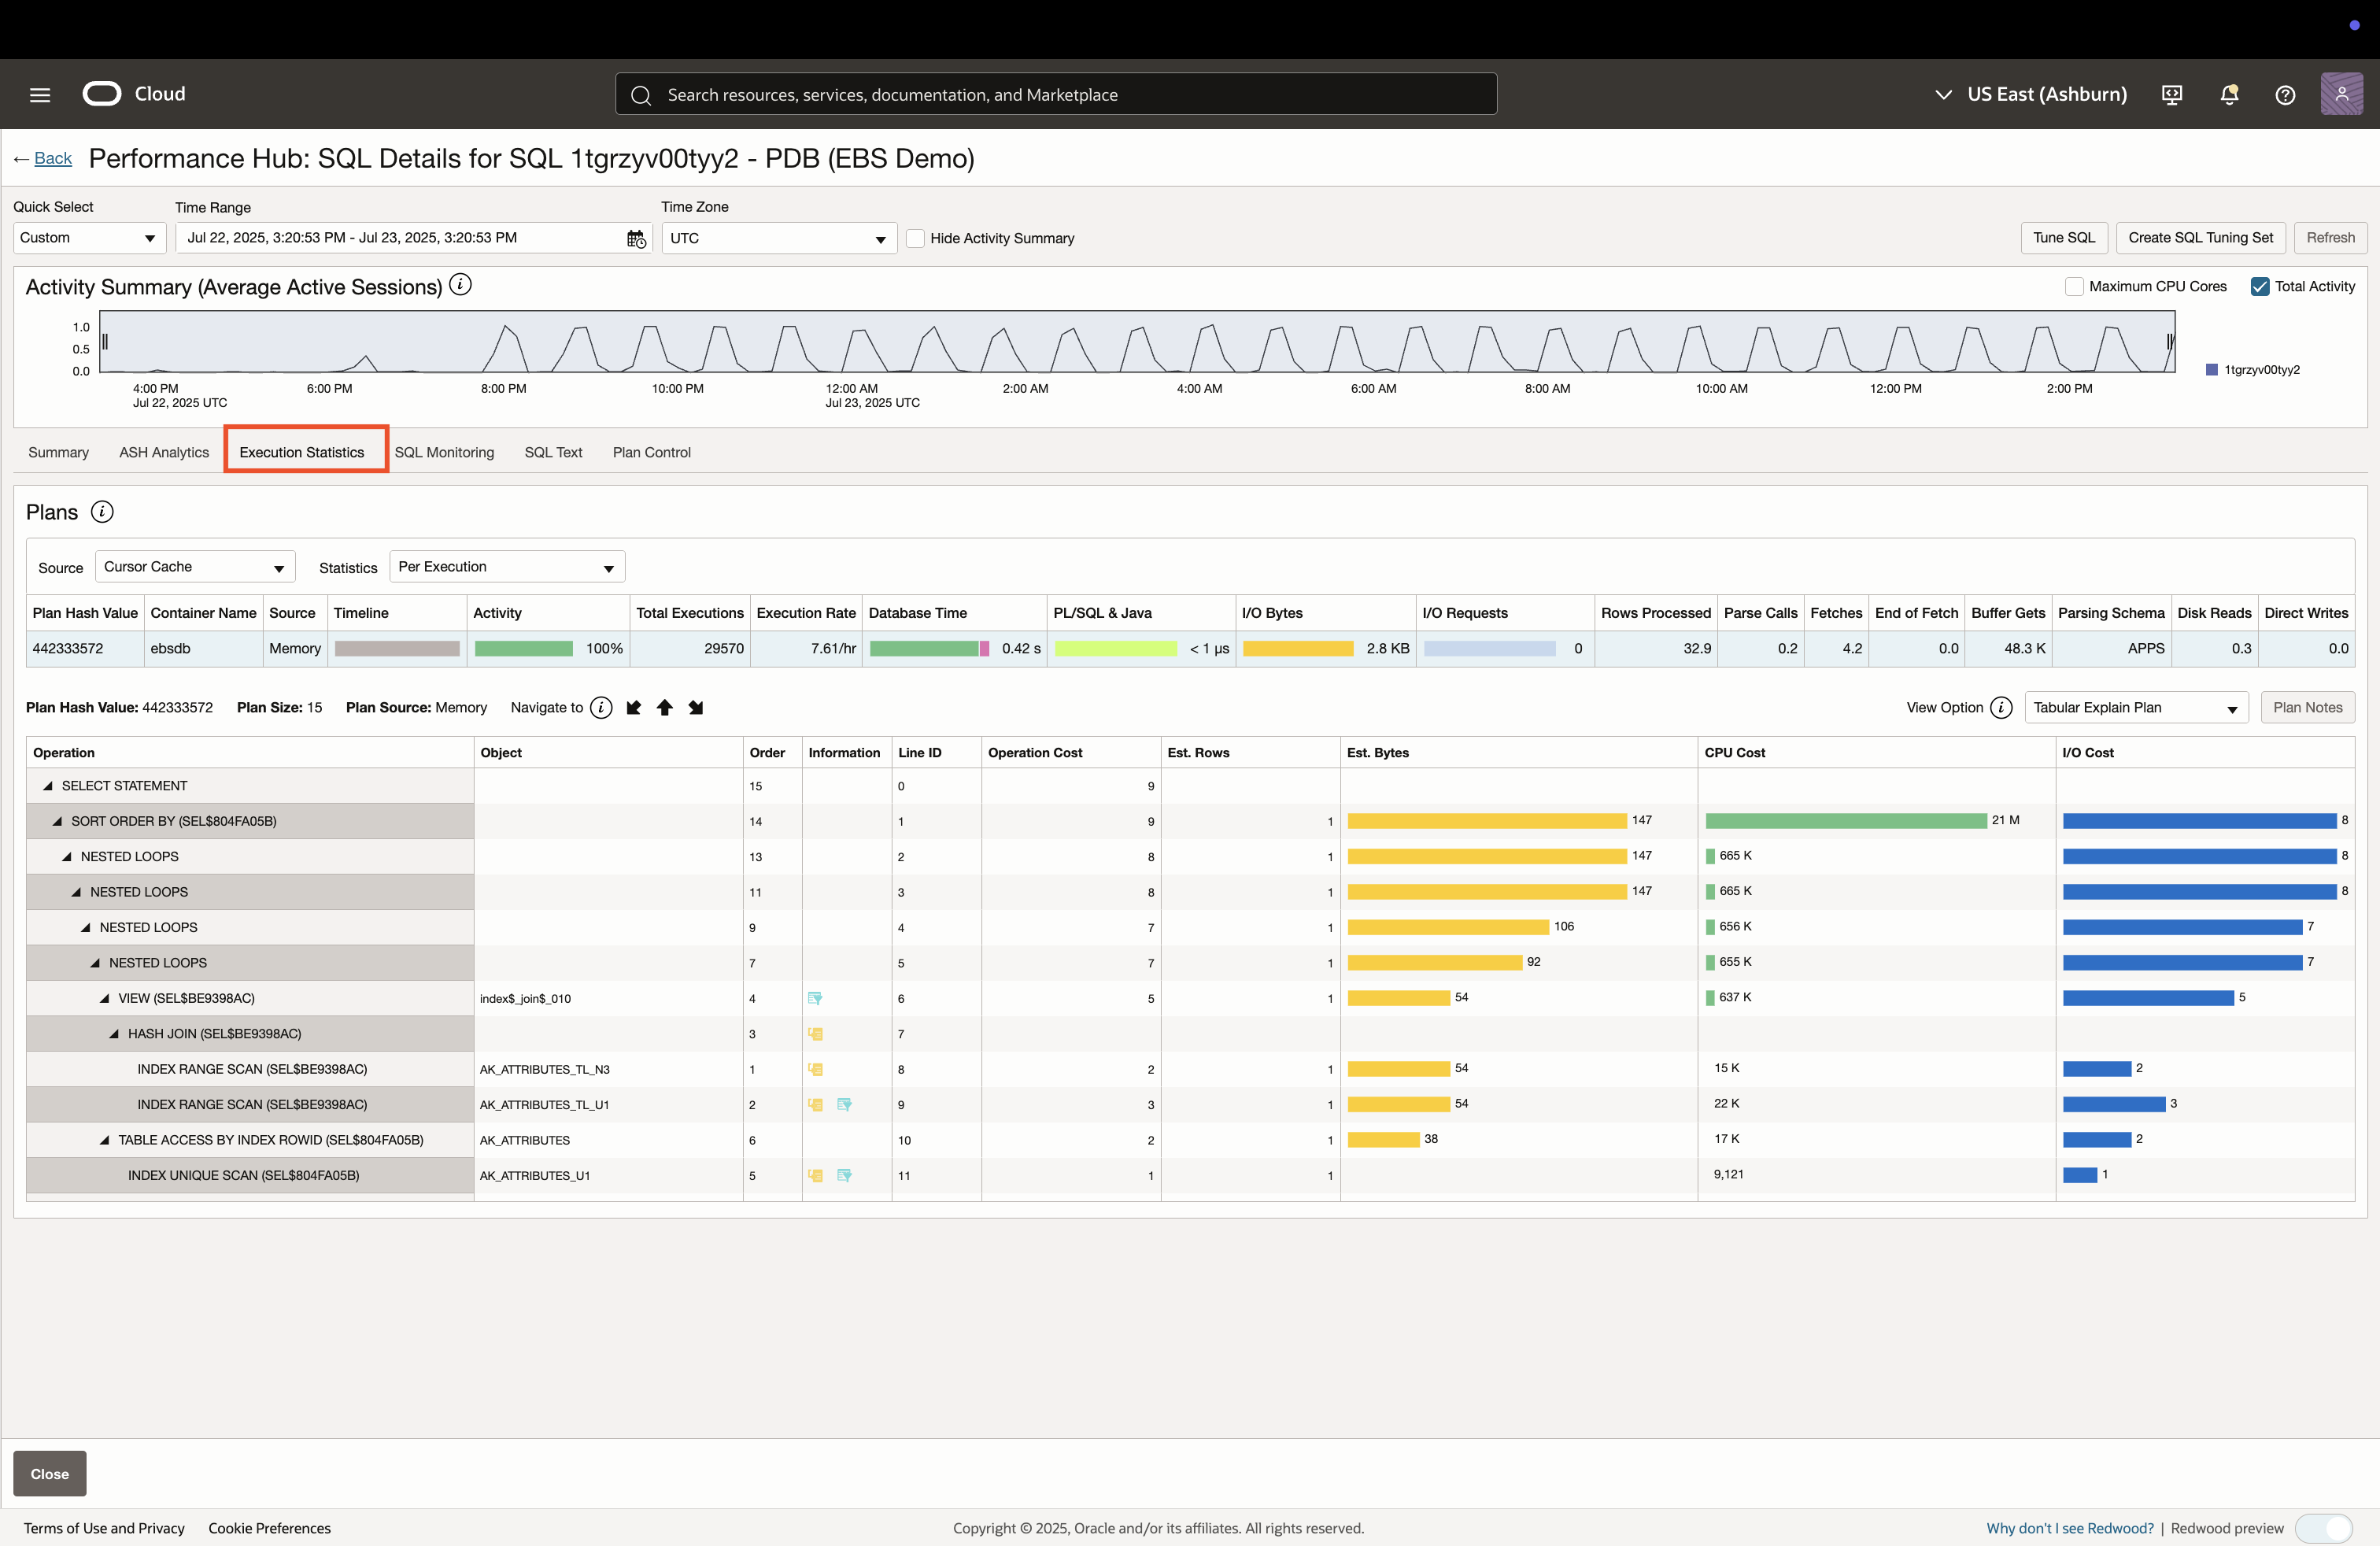 Cloud
Search resources, services, documentation, and Marketplace
US East (Ashburn)
← Back Performance Hub: SQL Details for SQL 1tgrzyv00tyy2 - PDB (EBS Demo)
Quick Select Time Range Time Zone
Custom Jul 22, 2025, 3:20:53 PM - Jul 23, 2025, 3:20:53 PM UTC Hide Activity Summary Tune SQL Create SQL Tuning Set Refresh
Activity Summary (Average Active Sessions) i Maximum CPU Cores Total Activity
1.0
0.5
0.0
1tgrzyv00tyy2
4:00 PM 6:00 PM 8:00 PM 10:00 PM 12:00 AM 2:00 AM 4:00 AM 6:00 AM 8:00 AM 10:00 AM 12:00 PM 2:00 PM
Jul 22, 2025 UTC Jul 23, 2025 UTC
Summary ASH Analytics Execution Statistics SQL Monitoring SQL Text Plan Control
Plans i
Source Cursor Cache Statistics Per Execution
Plan Hash Value Container Name Source Timeline Activity Total Executions Execution Rate Database Time PL/SQL & Java I/O Bytes I/O Requests Rows Processed Parse Calls Fetches End of Fetch Buffer Gets Parsing Schema Disk Reads Direct Writes
442333572 ebsdb Memory 100% 29570 7.61/hr 0.42 s < 1 µs 2.8 KB 0 32.9 0.2 4.2 0.0 48.3 K APPS 0.3 0.0
Plan Hash Value: 442333572 Plan Size: 15 Plan Source: Memory Navigate to i View Option i Tabular Explain Plan Plan Notes
Operation Object Order Information Line ID Operation Cost Est. Rows Est. Bytes CPU Cost I/O Cost
SELECT STATEMENT 15 0 9
SORT ORDER BY (SEL$804FA05B) 14 1 9 1 147 21 M 8
NESTED LOOPS 13 2 8 1 147 665 K 8
NESTED LOOPS 11 3 8 1 147 665 K 8
NESTED LOOPS 9 4 7 1 106 656 K 7
NESTED LOOPS 7 5 7 1 92 655 K 7
VIEW (SEL$BE9398AC) index$_join$_010 4 6 5 1 54 637 K 5
HASH JOIN (SEL$BE9398AC) 3 7
INDEX RANGE SCAN (SEL$BE9398AC) AK_ATTRIBUTES_TL_N3 1 8 2 1 54 15 K 2
INDEX RANGE SCAN (SEL$BE9398AC) AK_ATTRIBUTES_TL_U1 2 9 3 1 54 22 K 3
TABLE ACCESS BY INDEX ROWID (SEL$804FA05B) AK_ATTRIBUTES 6 10 2 1 38 17 K 2
INDEX UNIQUE SCAN (SEL$804FA05B) AK_ATTRIBUTES_U1 5 11 1 1 9,121 1
Close
Terms of Use and Privacy Cookie Preferences Copyright © 2025, Oracle and/or its affiliates. All rights reserved. Why don't I see Redwood? | Redwood preview